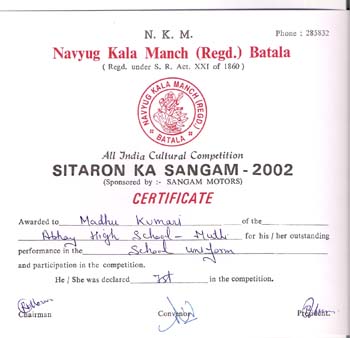 N. K. M.
Phone : 285832
Navyug Kala Manch (Regd.) Batala
( Regd. under S. R. Act. XXI of 1860 )
NAVYUG KALA MANCH (REGD.)
* BATALA *
All India Cultural Competition
SITARON KA SANGAM - 2002
(Sponsored by :- SANGAM MOTORS)
CERTIFICATE
Awarded to Madhu Kumari of the
Abhay High School - Muthi for his / her outstanding
performance in the School uniform
and participation in the competition.
He / She was declared Ist in the competition.
Chairman
Convenor
President.